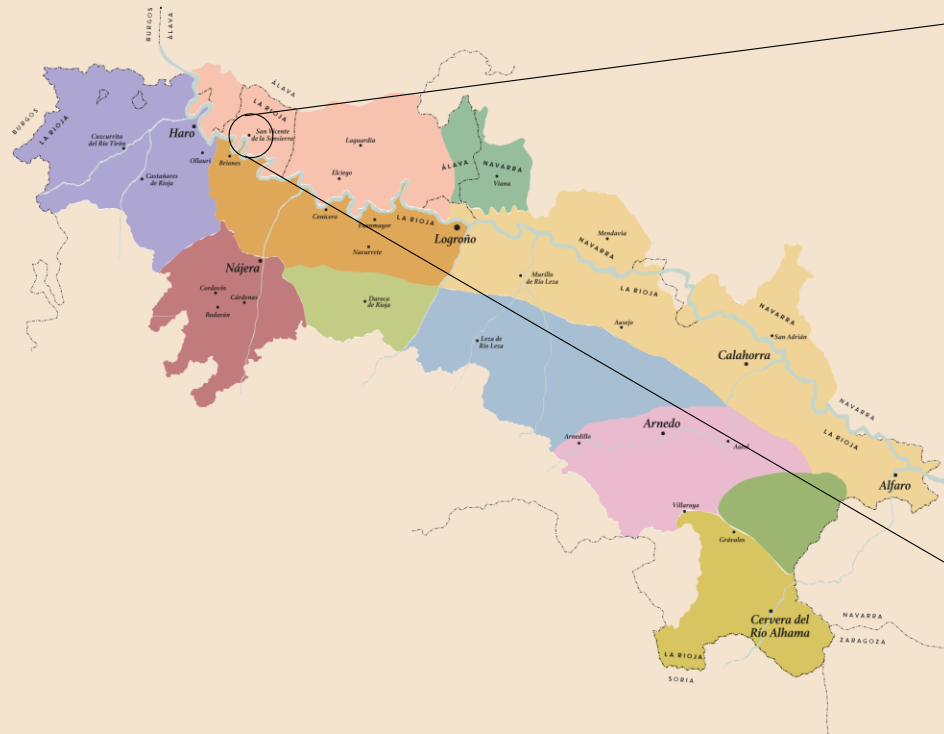 BURGOS
ÁLAVA
BURGOS
LA RIOJA
ÁLAVA
LA RIOJA
Haro
San Vicente
de la Sonsierra
Cuzcurrita
del Río Tirón
Ollauri
Briones
Castañares
de Rioja
Laguardia
Elciego
ÁLAVA
NAVARRA
Viana
Cenicero
Fuenmayor
LA RIOJA
Logroño
Navarrete
Mendavia
NAVARRA
Nájera
Murillo
de Río Leza
LA RIOJA
Cordovín
Cárdenas
Badarán
Daroca
de Rioja
Ausejo
NAVARRA
San Adrián
Leza de
Río Leza
Calahorra
NAVARRA
Arnedo
Arnedillo
Autol
LA RIOJA
Alfaro
Villarroya
Grávalos
Cervera del
Río Alhama
NAVARRA
ZARAGOZA
LA RIOJA
SORIA